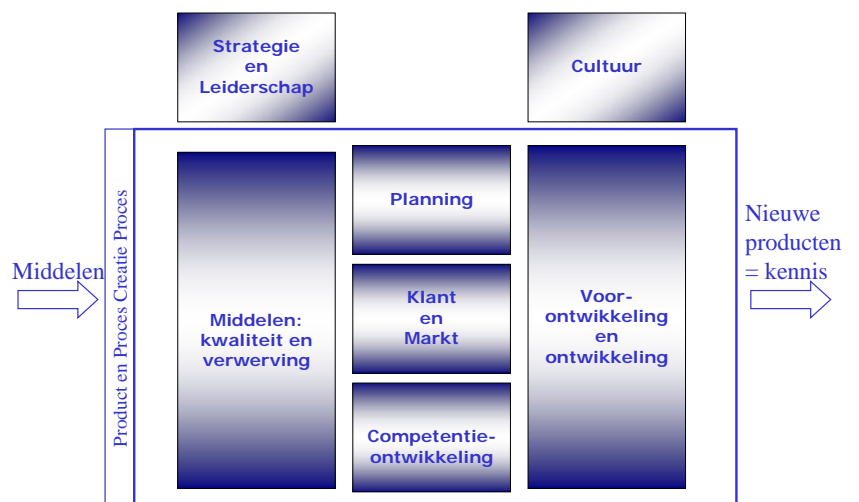 Strategie
en
Leiderschap
Cultuur
Product en Proces Creatie Proces
Middelen
Middelen:
kwaliteit en
verwerving
Planning
Klant
en
Markt
Competentie-
ontwikkeling
Voor-
ontwikkeling
en
ontwikkeling
Nieuwe
producten
= kennis